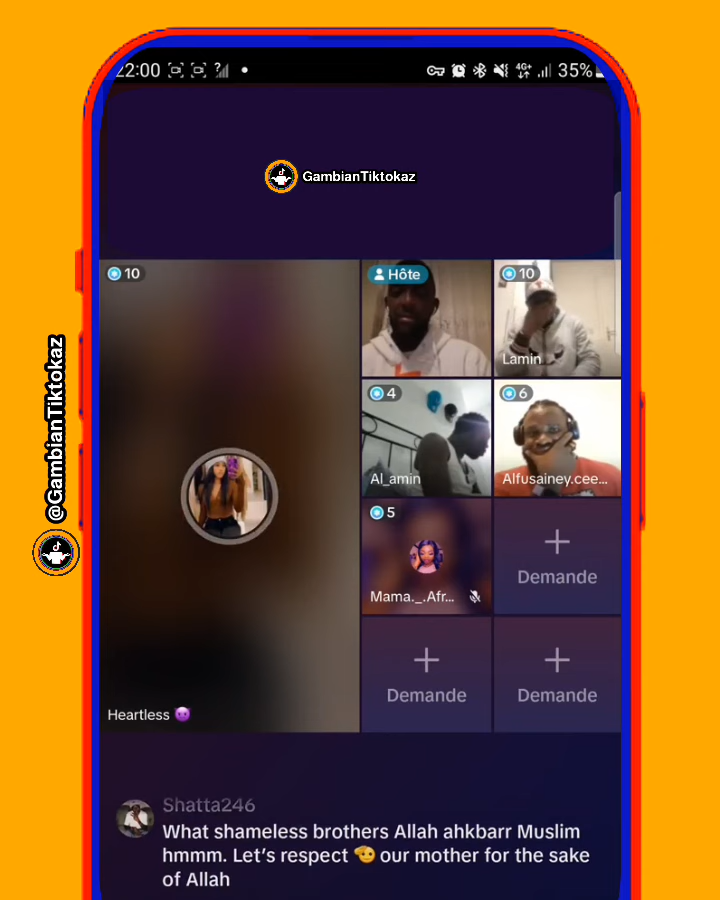 22:00
4G+
35%
GambianTiktokaz
@GambianTiktokaz
10
Hôte
10
Lamin
4
6
Al_amin
Alfusainey.cee...
5
Mama._.Afr...
Demande
Demande
Demande
Heartless 😈
Shatta246
What shameless brothers Allah ahkbarr Muslim
hmmm. Let's respect 🫡 our mother for the sake
of Allah